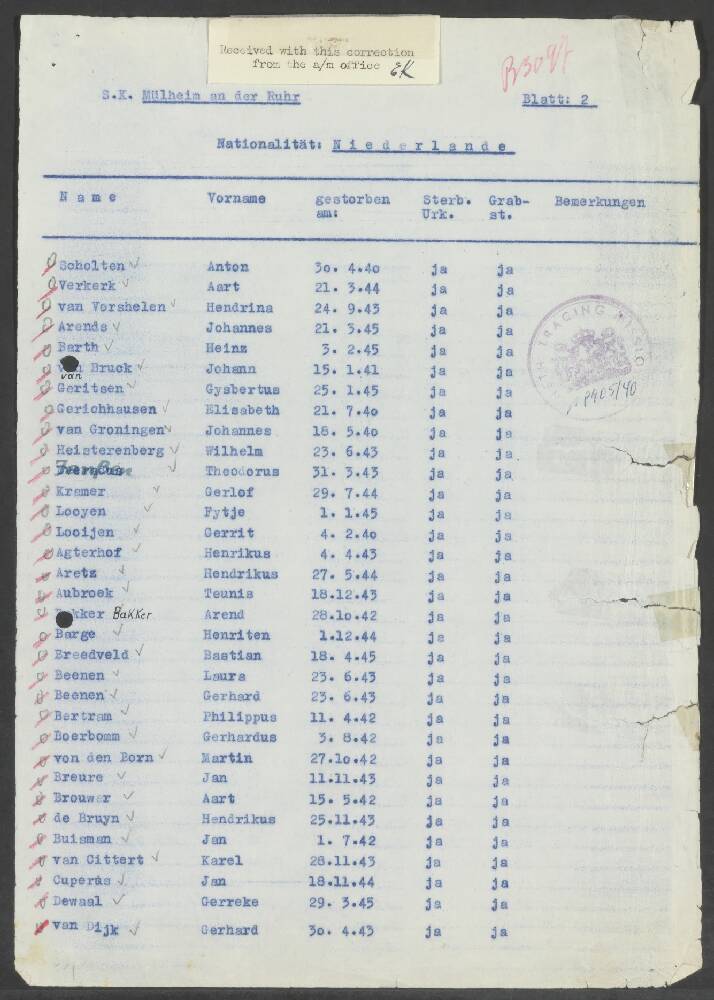 Received with this correction
from the a/m office EK
S.K. Mülheim an der Ruhr Blatt: 2
Nationalität: Niederlande
Name Vorname gestorben am: Sterb. Urk. Grab- st. Bemerkungen
Scholten Anton 30. 4.40 ja ja
Verkerk Aart 21. 3.44 ja ja
van Vorshelen Hendrina 24. 9.43 ja ja
Arends Johannes 21. 3.45 ja ja
Barth Heinz 3. 2.45 ja ja
van Bruck Johann 15. 1.41 ja ja
Geritsen Gysbertus 25. 1.45 ja ja
Gerichhausen Elisabeth 21. 7.40 ja ja
van Groningen Johannes 18. 5.40 ja ja
Heisterenberg Wilhelm 23. 6.43 ja ja
Theodorus 31. 3.43 ja ja
Kramer Gerlof 29. 7.44 ja ja
Looyen Fytje 1. 1.45 ja ja
Looijen Gerrit 4. 2.40 ja ja
Agterhof Henrikus 4. 4.43 ja ja
Aretz Hendrikus 27. 5.44 ja ja
Aubroek Teunis 18.12.43 ja ja
kker Bakker Arend 28.10.42 ja ja
Barge Henriten 1.12.44 ja ja
Breedveld Bastian 18. 4.45 ja ja
Beenen Laura 23. 6.43 ja ja
Beenen Gerhard 23. 6.43 ja ja
Bertram Philippus 11. 4.42 ja ja
Boerbomm Gerhardus 3. 8.42 ja ja
von den Born Martin 27.10.42 ja ja
Breure Jan 11.11.43 ja ja
Brouwer Aart 15. 5.42 ja ja
de Bruyn Hendrikus 25.11.43 ja ja
Buisman Jan 1. 7.42 ja ja
van Cittert Karel 28.11.43 ja ja
Cuperas Jan 18.11.44 ja ja
Dewaal Gerreke 29. 3.45 ja ja
van Dijk Gerhard 30. 4.43 ja ja